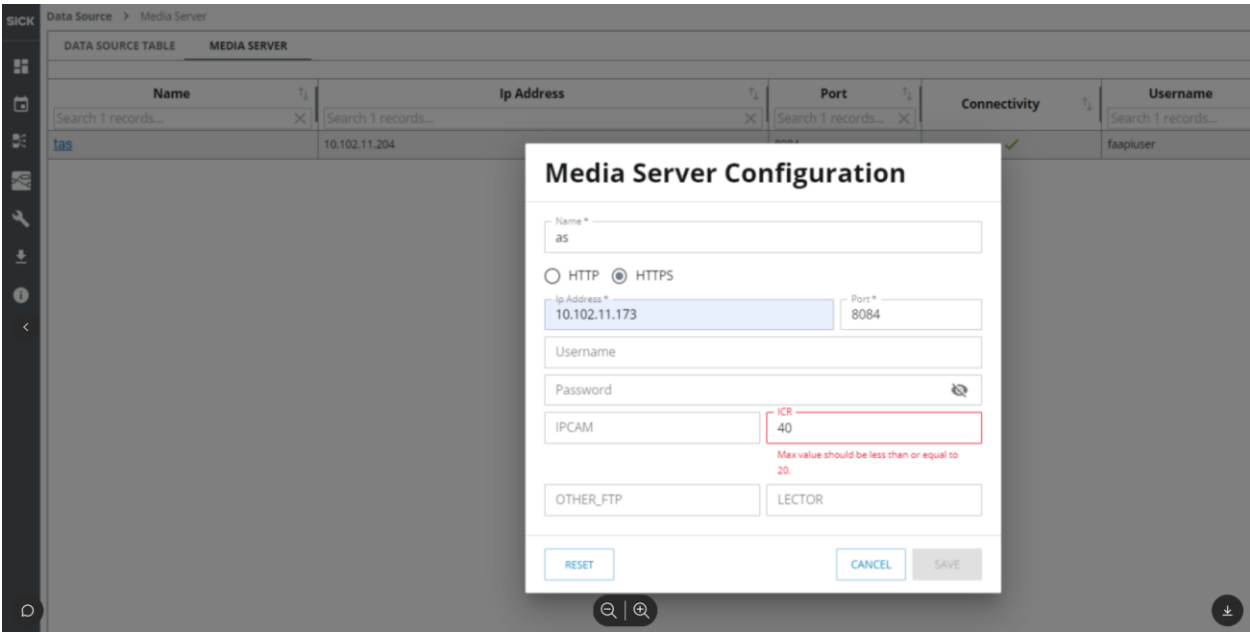 SICK
Data Source > Media Server
DATA SOURCE TABLE MEDIA SERVER
Name Ip Address Port Connectivity Username
Search 1 records... Search 1 records... Search 1 records... Search 1 records...
tas 10.102.11.204 8084 faapiuser
Media Server Configuration
Name *
as
HTTP HTTPS
Ip Address * Port *
10.102.11.173 8084
Username
Password
IPCAM ICR
40
Max value should be less than or equal to
20.
OTHER_FTP LECTOR
RESET CANCEL SAVE